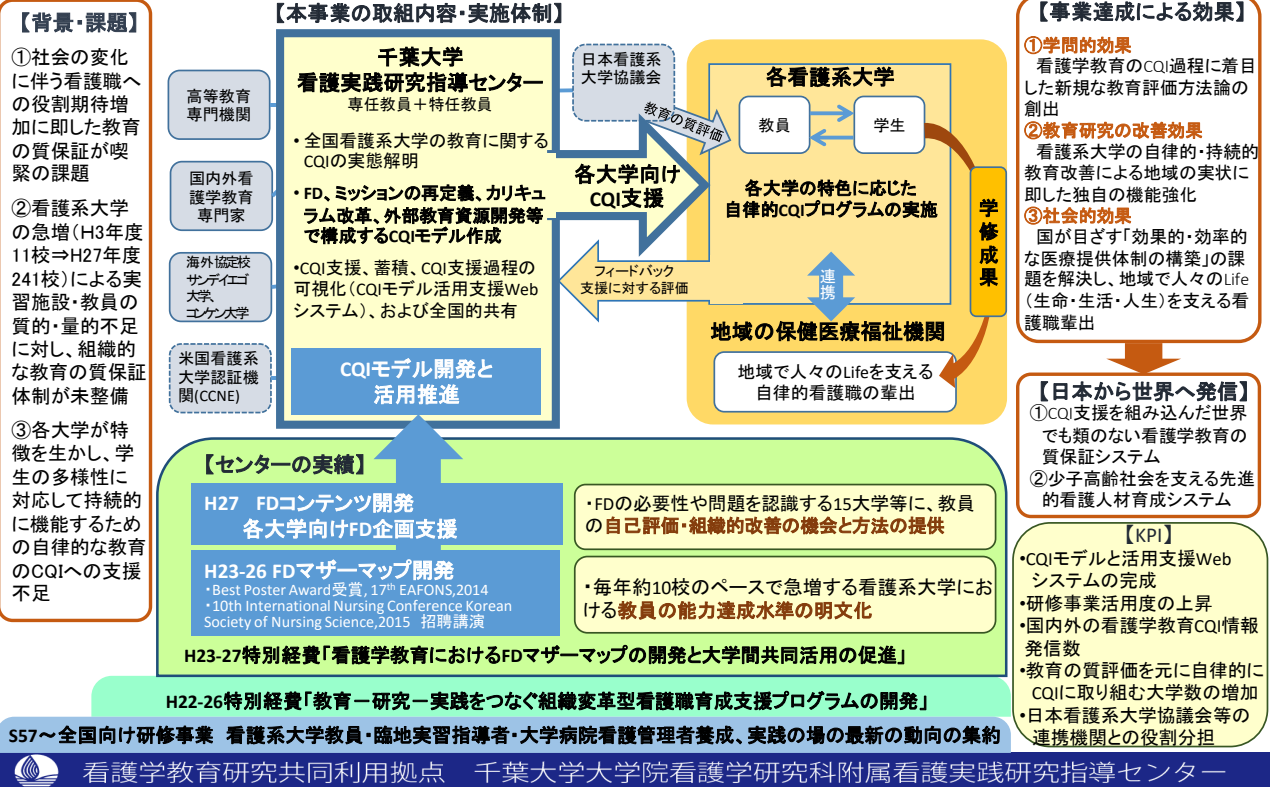 【背景・課題】
①社会の変化
に伴う看護職へ
の役割期待増
加に即した教育
の質保証が喫
緊の課題
②看護系大学
の急増(H3年度
11校⇒H27年度
241校)による実
習施設・教員の
質的・量的不足
に対し、組織的
な教育の質保証
体制が未整備
③各大学が特
徴を生かし、学
生の多様性に
対応して持続的
に機能するため
の自律的な教育
のCQIへの支援
不足
【本事業の取組内容・実施体制】
高等教育
専門機関
国内外看
護学教育
専門家
海外協定校
サンディエゴ
大学、
コンケン大学
米国看護系
大学認証機
関(CCNE)
千葉大学
看護実践研究指導センター
専任教員+特任教員
・全国看護系大学の教育に関する
CQIの実態解明
・FD、ミッションの再定義、カリキュ
ラム改革、外部教育資源開発等
で構成するCQIモデル作成
・CQI支援、蓄積、CQI支援過程の
可視化(CQIモデル活用支援Web
システム)、および全国的共有
CQIモデル開発と
活用推進
日本看護系
大学協議会
教育の質評価
各大学向け
CQI支援
フィードバック
支援に対する評価
各看護系大学
教員
学生
各大学の特色に応じた
自律的CQIプログラムの実施
連携
学修成果
地域の保健医療福祉機関
地域で人々のLifeを支える
自律的看護職の輩出
【センターの実績】
H27 FDコンテンツ開発
各大学向けFD企画支援
・FDの必要性や問題を認識する15大学等に、教員
の自己評価・組織的改善の機会と方法の提供
H23-26 FDマザーマップ開発
・Best Poster Award受賞, 17th EAFONS,2014
・10th International Nursing Conference Korean
Society of Nursing Science,2015 招聘講演
・毎年約10校のペースで急増する看護系大学にお
ける教員の能力達成水準の明文化
H23-27特別経費「看護学教育におけるFDマザーマップの開発と大学間共同活用の促進」
H22-26特別経費「教育－研究－実践をつなぐ組織変革型看護職育成支援プログラムの開発」
S57～全国向け研修事業 看護系大学教員・臨地実習指導者・大学病院看護管理者養成、実践の場の最新の動向の集約
【事業達成による効果】
①学問的効果
看護学教育のCQI過程に着目
した新規な教育評価方法論の
創出
②教育研究の改善効果
看護系大学の自律的・持続的
教育改善による地域の実状に
即した独自の機能強化
③社会的効果
国が目ざす「効果的・効率的
な医療提供体制の構築」の課
題を解決し、地域で人々のLife
(生命・生活・人生)を支える看
護職輩出
【日本から世界へ発信】
①CQI支援を組み込んだ世界
でも類のない看護学教育の
質保証システム
②少子高齢社会を支える先進
的看護人材育成システム
【KPI】
・CQIモデルと活用支援Web
システムの完成
・研修事業活用度の上昇
・国内外の看護学教育CQI情報
発信数
・教育の質評価を元に自律的に
CQIに取り組む大学数の増加
・日本看護系大学協議会等の
連携機関との役割分担
看護学教育研究共同利用拠点 千葉大学大学院看護学研究科附属看護実践研究指導センター